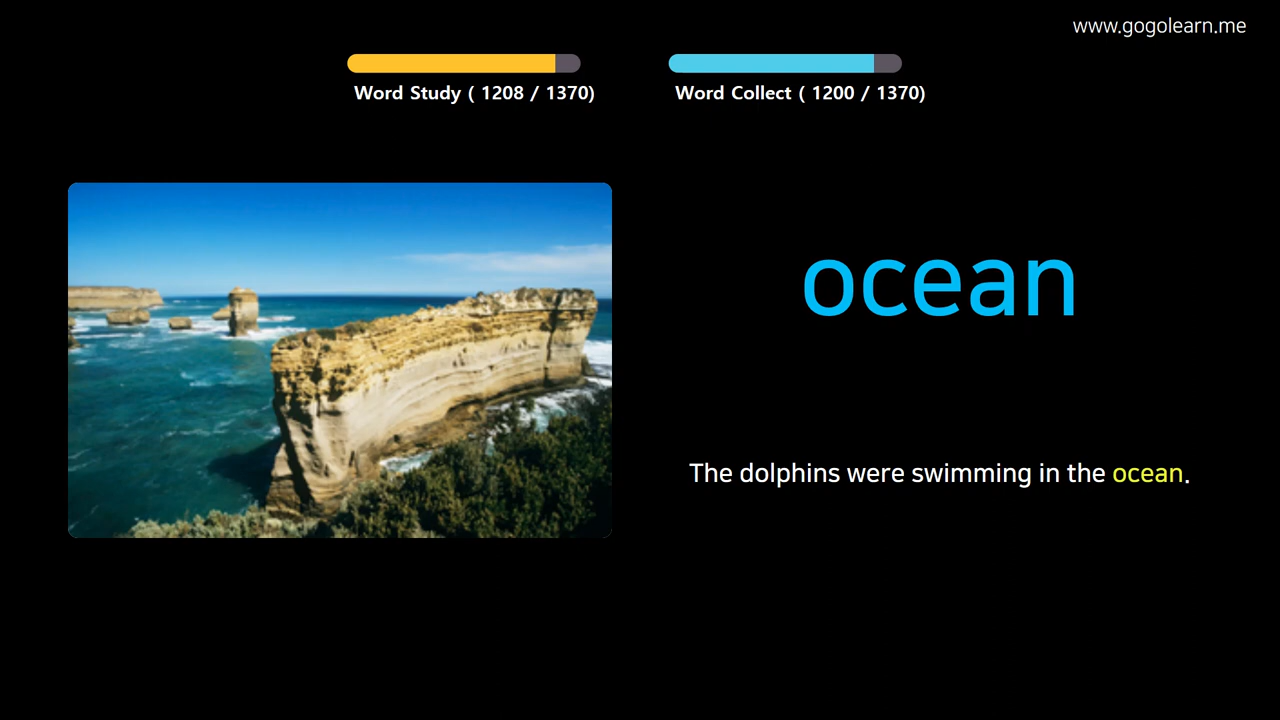 www.gogolearn.me
Word Study ( 1208 / 1370)
Word Collect ( 1200 / 1370)
ocean
The dolphins were swimming in the ocean.